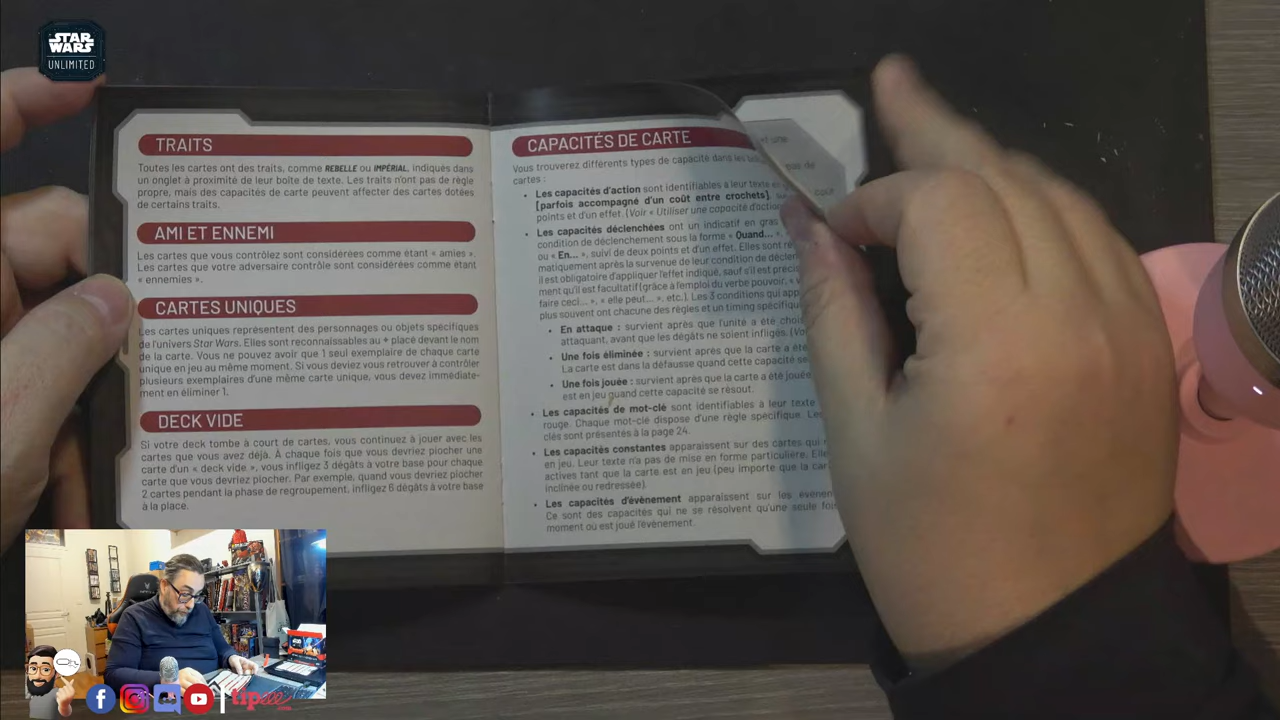 STAR
WARS
UNLIMITED
TRAITS
Toutes les cartes ont des traits, comme REBELLE ou IMPÉRIAL, indiqués dans
un onglet à proximité de leur boîte de texte. Les traits n'ont pas de règle
propre, mais des capacités de carte peuvent affecter des cartes dotées
de certains traits.
AMI ET ENNEMI
Les cartes que vous contrôlez sont considérées comme étant « amies ».
Les cartes que votre adversaire contrôle sont considérées comme étant
« ennemies ».
CARTES UNIQUES
Les cartes uniques représentent des personnages ou objets spécifiques
de l'univers Star Wars. Elles sont reconnaissables au + placé devant le nom
de la carte. Vous ne pouvez avoir que 1 seul exemplaire de chaque carte
unique en jeu au même moment. Si vous deviez vous retrouver à contrôler
plusieurs exemplaires d'une même carte unique, vous devez immédiate-
ment en éliminer 1.
DECK VIDE
Si votre deck tombe à court de cartes, vous continuez à jouer avec les
cartes que vous avez déjà. À chaque fois que vous devriez piocher une
carte d'un « deck vide », vous infligez 3 dégâts à votre base pour chaque
carte que vous devriez piocher. Par exemple, quand vous devriez piocher
2 cartes pendant la phase de regroupement, infligez 6 dégâts à votre base
à la place.
CAPACITÉS DE CARTE
Vous trouverez différents types de capacité dans les
cartes :
• Les capacités d'action sont identifiables à leur texte en
[parfois accompagné d'un coût entre crochets],
points et d'un effet. (Voir « Utiliser une capacité d'action
• Les capacités déclenchées ont un indicatif en gras
condition de déclenchement sous la forme « Quand... »,
ou « En... », suivi de deux points et d'un effet. Elles sont
matiquement après la survenue de leur condition de
il est obligatoire d'appliquer l'effet indiqué, sauf s'il est
ment qu'il est facultatif (grâce à l'emploi du verbe pouvoir, «
faire ceci... », « elle peut... », etc.). Les 3 conditions qui
plus souvent ont chacune des règles et un timing
• En attaque : survient après que l'unité a été
attaquant, avant que les dégâts ne soient infligés.
• Une fois éliminée : survient après que la carte a été
La carte est dans la défausse quand cette capacité se
• Une fois jouée : survient après que la carte a été jouée
est en jeu quand cette capacité se résout.
• Les capacités de mot-clé sont identifiables à leur texte
rouge. Chaque mot-clé dispose d'une règle spécifique. Les
clés sont présentés à la page 24.
• Les capacités constantes apparaissent sur des cartes qui
en jeu. Leur texte n'a pas de mise en forme particulière.
actives tant que la carte est en jeu (peu importe que la
inclinée ou redressée).
• Les capacités d'évènement apparaissent sur les
Ce sont des capacités qui ne se résolvent qu'une seule
moment où est joué l'évènement.
et une
tipeee